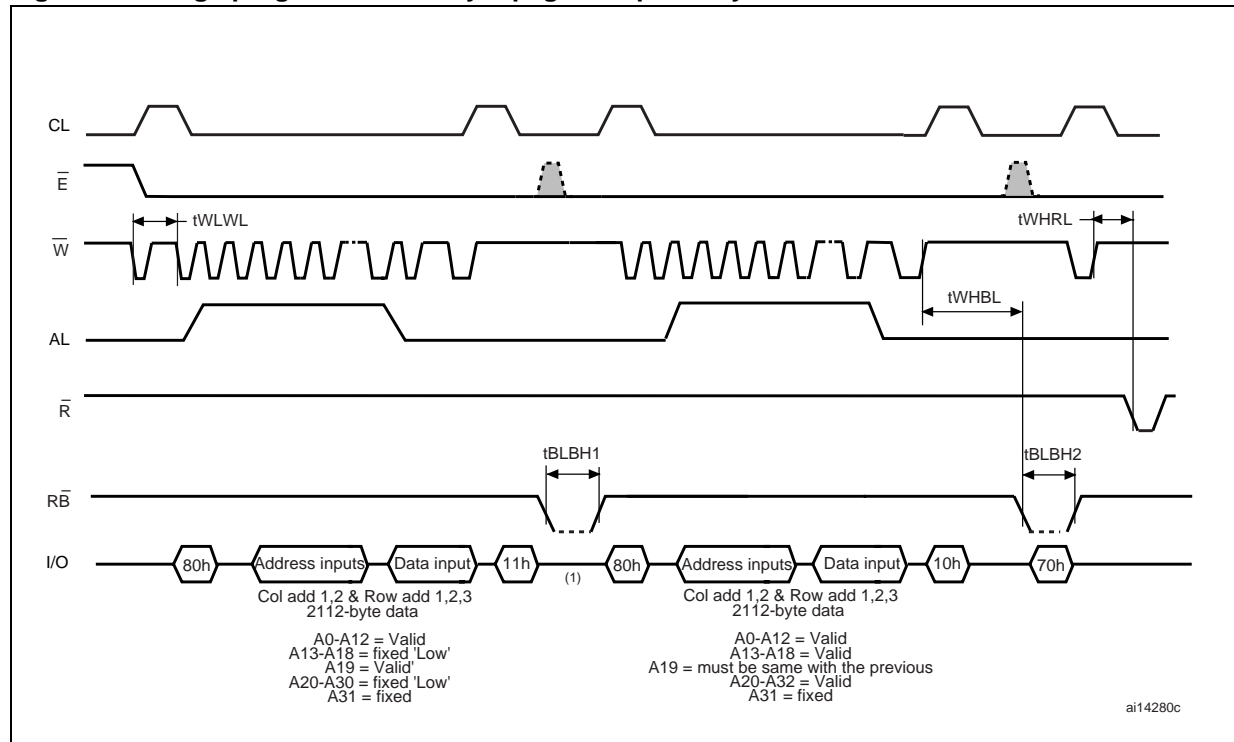 CL
E
tWLWL
tWHRL
W
tWHBL
AL
R
tBLBH1
tBLBH2
RB
I/O
80h
Address inputs
Data input
11h
(1)
80h
Address inputs
Data input
10h
70h
Col add 1,2 & Row add 1,2,3
2112-byte data
A0-A12 = Valid
A13-A18 = fixed 'Low'
A19 = Valid'
A20-A30 = fixed 'Low'
A31 = fixed
Col add 1,2 & Row add 1,2,3
2112-byte data
A0-A12 = Valid
A13-A18 = Valid
A19 = must be same with the previous
A20-A32 = Valid
A31 = fixed
ai14280c